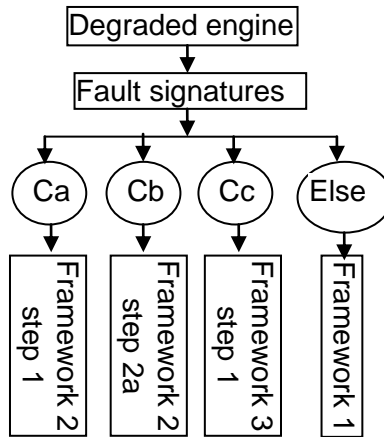 Degraded engine
Fault signatures
Ca
Cb
Cc
Else
Framework 2
step 1
Framework 2
step 2a
Framework 3
step 1
Framework 1